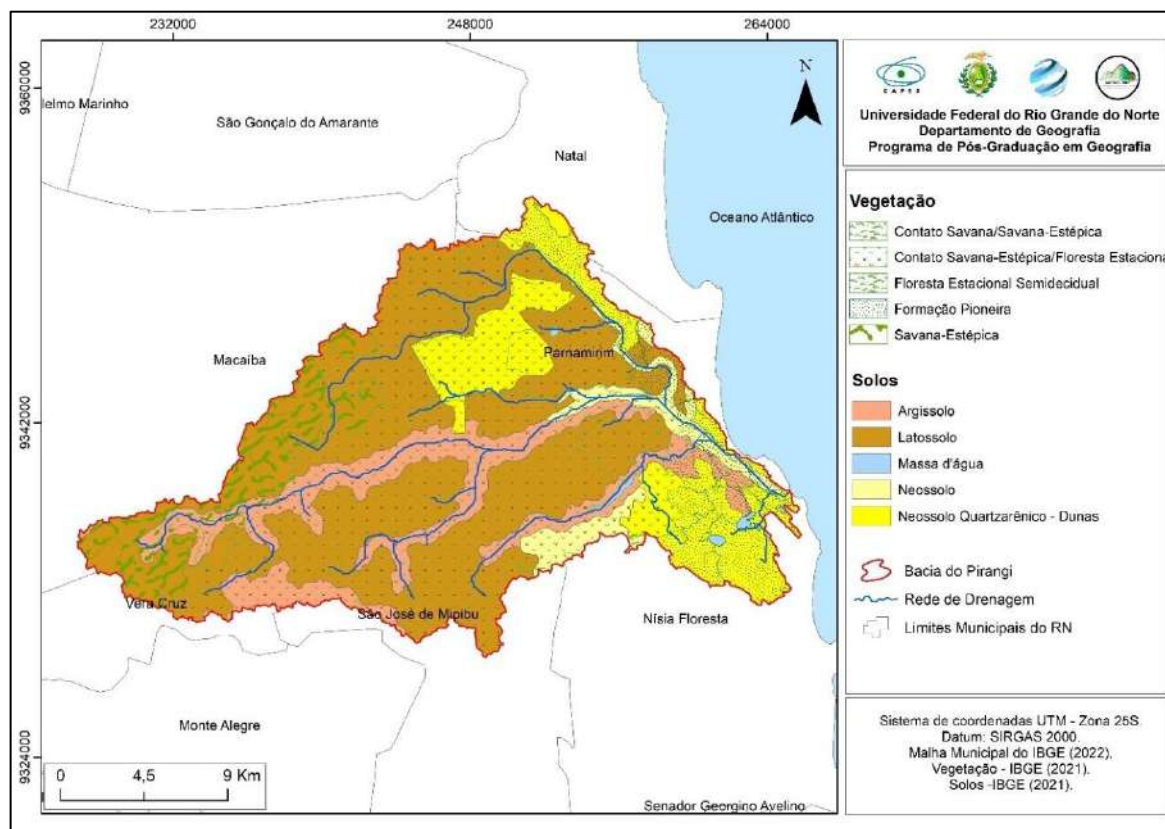 232000
248000
264000
9360000
9342000
9324000
ielmo Marinho
São Gonçalo do Amarante
Natal
N
Oceano Atlântico
Macaíba
Parnamirim
Vera Cruz
São José de Mipibu
Nísia Floresta
Monte Alegre
Senador Georgino Avelino
0 4,5 9 Km
CAPES
Universidade Federal do Rio Grande do Norte
Departamento de Geografia
Programa de Pós-Graduação em Geografia
Vegetação
Contato Savana/Savana-Estépica
Contato Savana-Estépica/Floresta Estaciona
Floresta Estacional Semidecidual
Formação Pioneira
Savana-Estépica
Solos
Argissolo
Latossolo
Massa d'água
Neossolo
Neossolo Quartzarênico - Dunas
Bacia do Pirangi
Rede de Drenagem
Limites Municipais do RN
Sistema de coordenadas UTM - Zona 25S
Datum: SIRGAS 2000.
Malha Municipal do IBGE (2022).
Vegetação - IBGE (2021).
Solos -IBGE (2021).